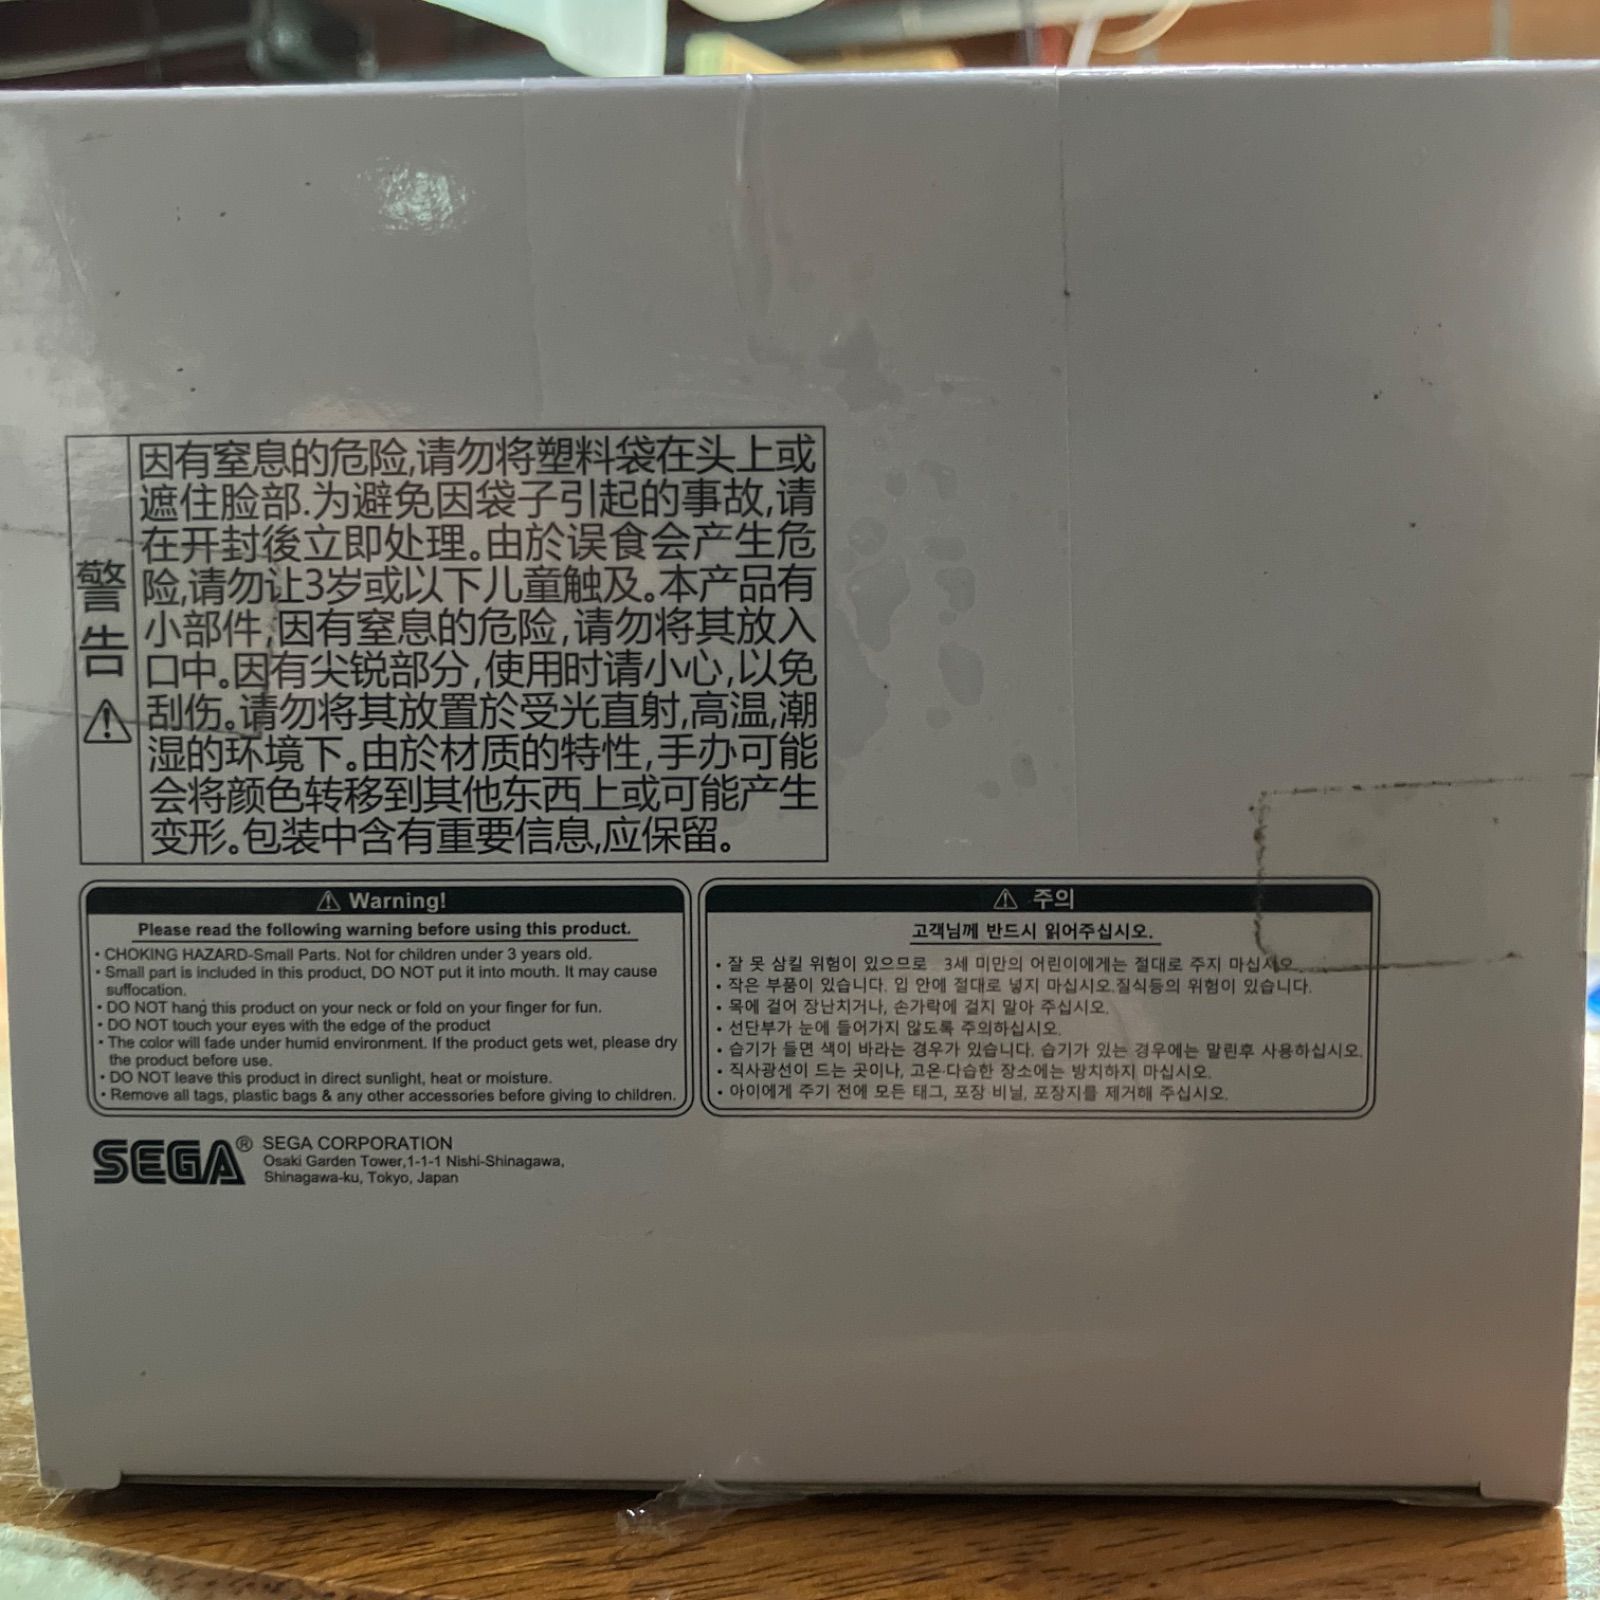 警告
因有窒息的危险,请勿将塑料袋在头上或
遮住脸部.为避免因袋子引起的事故,请
在开封後立即处理。由於误食会产生危
险,请勿让3岁或以下儿童触及。本产品有
小部件,因有窒息的危险,请勿将其放入
口中。因有尖锐部分,使用时请小心,以免
刮伤。请勿将其放置於受光直射,高温,潮
湿的环境下。由於材质的特性,手办可能
会将颜色转移到其他东西上或可能产生
变形。包装中含有重要信息,应保留。
Warning!
Please read the following warning before using this product.
• CHOKING HAZARD-Small Parts. Not for children under 3 years old.
• Small part is included in this product, DO NOT put it into mouth. It may cause
suffocation.
• DO NOT hang this product on your neck or fold on your finger for fun.
• DO NOT touch your eyes with the edge of the product
• The color will fade under humid environment. If the product gets wet, please dry
the product before use.
• DO NOT leave this product in direct sunlight, heat or moisture.
• Remove all tags, plastic bags & any other accessories before giving to children.
주의
고객님께 반드시 읽어주십시오.
• 잘 못 삼킬 위험이 있으므로 3세 미만의 어린이에게는 절대로 주지 마십시오.
• 작은 부품이 있습니다. 입 안에 절대로 넣지 마십시오.질식등의 위험이 있습니다.
• 목에 걸어 장난치거나, 손가락에 걸지 말아 주십시오.
• 선단부가 눈에 들어가지 않도록 주의하십시오.
• 습기가 들면 색이 바라는 경우가 있습니다. 습기가 있는 경우에는 말린후 사용하십시오.
• 직사광선이 드는 곳이나, 고온·다습한 장소에는 방치하지 마십시오.
• 아이에게 주기 전에 모든 태그, 포장 비닐, 포장지를 제거해 주십시오.
SEGA® SEGA CORPORATION
Osaki Garden Tower,1-1-1 Nishi-Shinagawa,
Shinagawa-ku, Tokyo, Japan